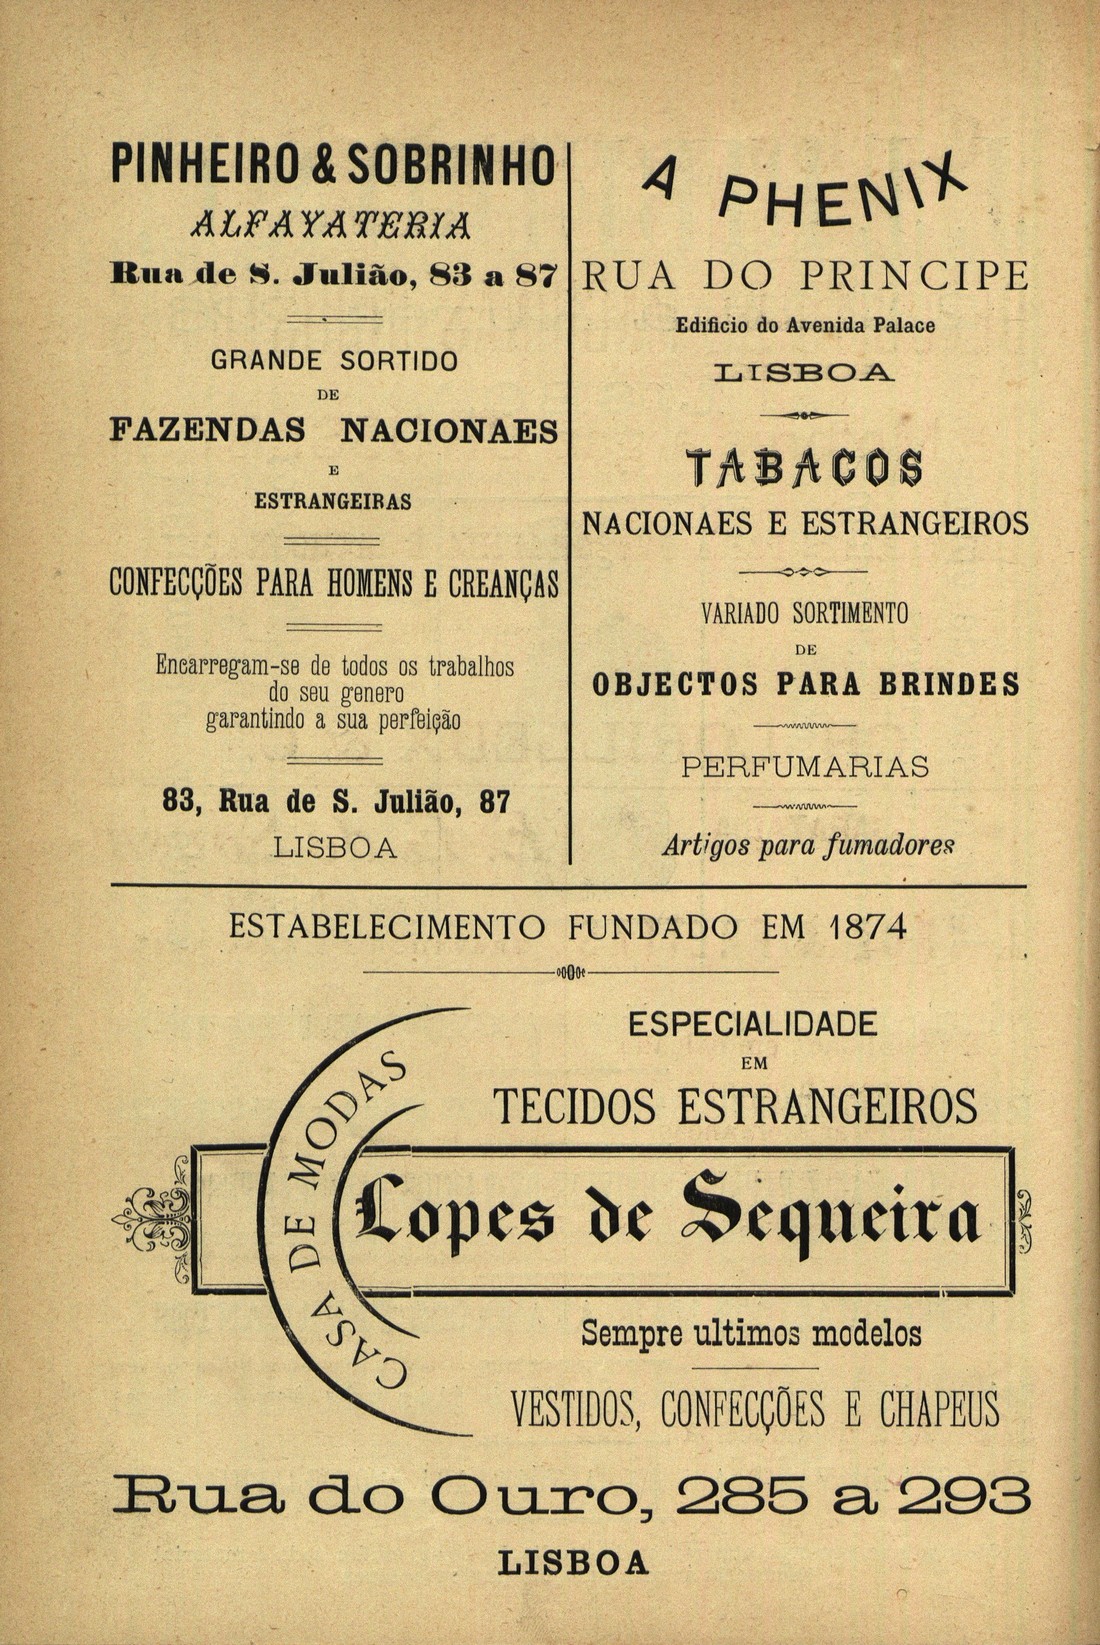 PINHEIRO & SOBRINHO
ALFAYATERIA
Rua de S. Julião, 83 a 87
GRANDE SORTIDO
DE
FAZENDAS NACIONAES
E
ESTRANGEIRAS
CONFECÇÕES PARA HOMENS E CREANÇAS
Encarregam-se de todos os trabalhos
do seu genero
garantindo a sua perfeição
83, Rua de S. Julião, 87
LISBOA
A PHENIX
RUA DO PRINCIPE
Edificio do Avenida Palace
LISBOA
TABACOS
NACIONAES E ESTRANGEIROS
VARIADO SORTIMENTO
DE
OBJECTOS PARA BRINDES
PERFUMARIAS
Artigos para fumadores
ESTABELECIMENTO FUNDADO EM 1874
ESPECIALIDADE
EM
TECIDOS ESTRANGEIROS
CASA DE MODAS
Lopes de Sequeira
Sempre ultimos modelos
VESTIDOS, CONFECÇÕES E CHAPEUS
Rua do Ouro, 285 a 293
LISBOA